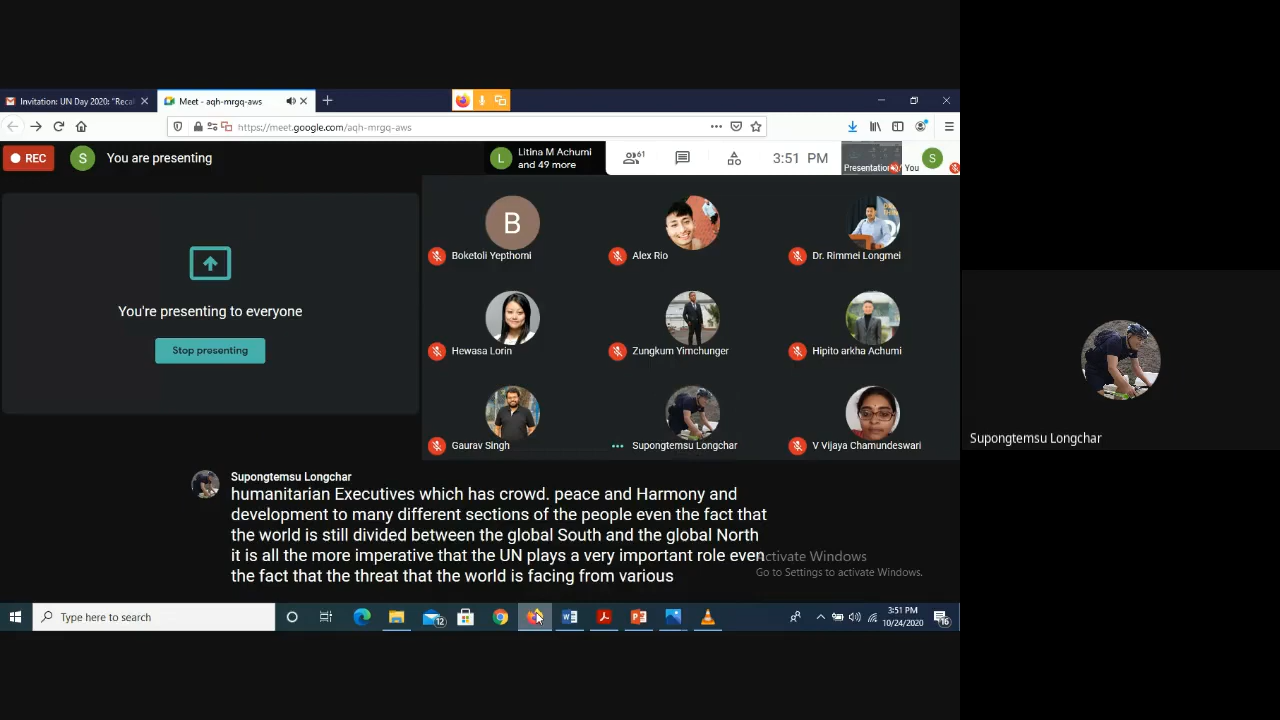 Invitation: UN Day 2020: "Recal
Meet - aqh-mrgq-aws
https://meet.google.com/aqh-mrgq-aws
REC
S
You are presenting
L
Litina M Achumi
and 49 more
61
3:51 PM
Presentation
You
S
You're presenting to everyone
Stop presenting
B
Boketoli Yepthomi
Alex Rio
Dr. Rimmei Longmei
Hewasa Lorin
Zungkum Yimchunger
Hipito arkha Achumi
Gaurav Singh
Supongtemsu Longchar
V Vijaya Chamundeswari
Supongtemsu Longchar
Supongtemsu Longchar
humanitarian Executives which has crowd. peace and Harmony and
development to many different sections of the people even the fact that
the world is still divided between the global South and the global North
it is all the more imperative that the UN plays a very important role even
the fact that the threat that the world is facing from various
Activate Windows
Go to Settings to activate Windows.
Type here to search
12
3:51 PM
10/24/2020
16